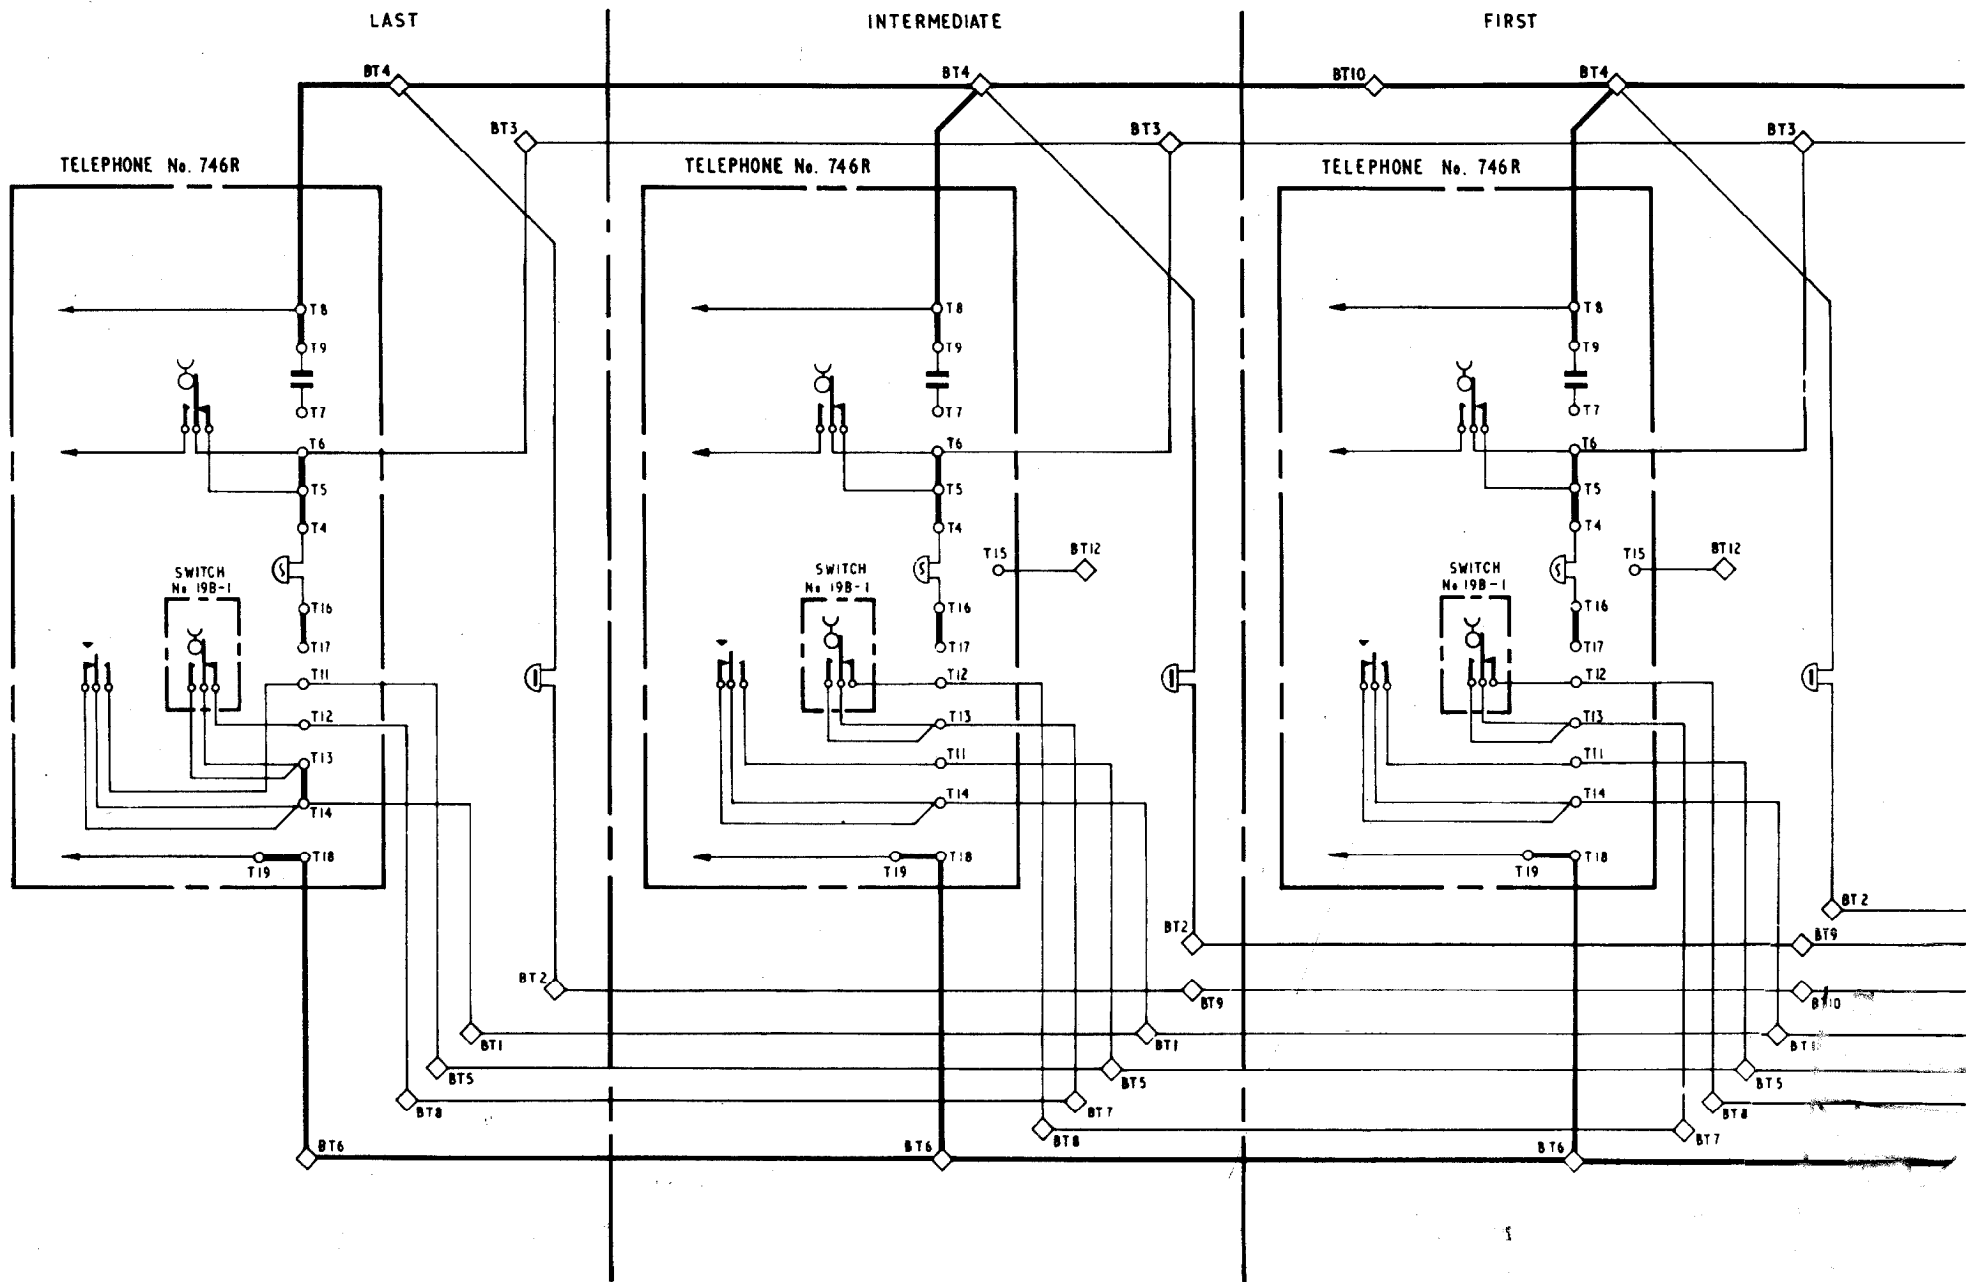 LAST
INTERMEDIATE
FIRST
BT4
BT4
BT10
BT4
BT3
BT3
BT3
TELEPHONE No. 746R
TELEPHONE No. 746R
TELEPHONE No. 746R
T8
T9
T7
T6
T5
T4
SWITCH
No 19B-1
T16
T17
T11
T12
T13
T14
T19
T18
T8
T9
T7
T6
T5
T4
T15
BT12
SWITCH
No 19B-1
T16
T17
T12
T13
T11
T14
T19
T18
T8
T9
T7
T6
T5
T4
T15
BT12
SWITCH
No 19B-1
T16
T17
T12
T13
T11
T14
T19
T18
BT2
BT2
BT9
BT2
BT9
BT10
BT1
BT1
BT1
BT5
BT5
BT5
BT8
BT7
BT8
BT8
BT7
BT6
BT6
BT6